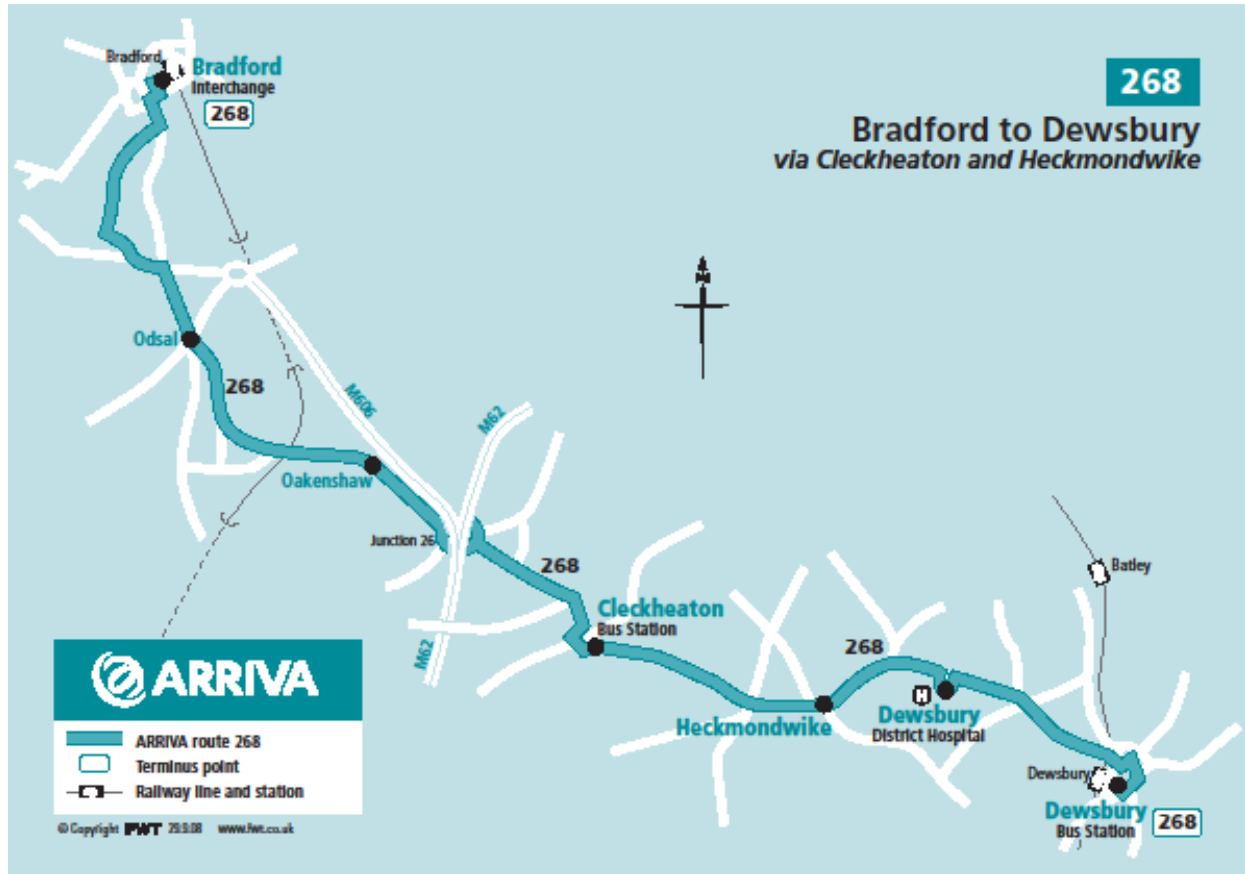 Bradford
Bradford
Interchange
268
268
Bradford to Dewsbury
via Cleckheaton and Heckmondwike
N
Odsal
268
M606
M62
Oakenshaw
Junction 26
268
Batley
Cleckheaton
Bus Station
M62
268
H
Heckmondwike
Dewsbury
District Hospital
Dewsbury
Dewsbury
Bus Station
268
ARRIVA
ARRIVA route 268
Terminus point
Railway line and station
© Copyright FWT 29.9.08 www.fwt.co.uk